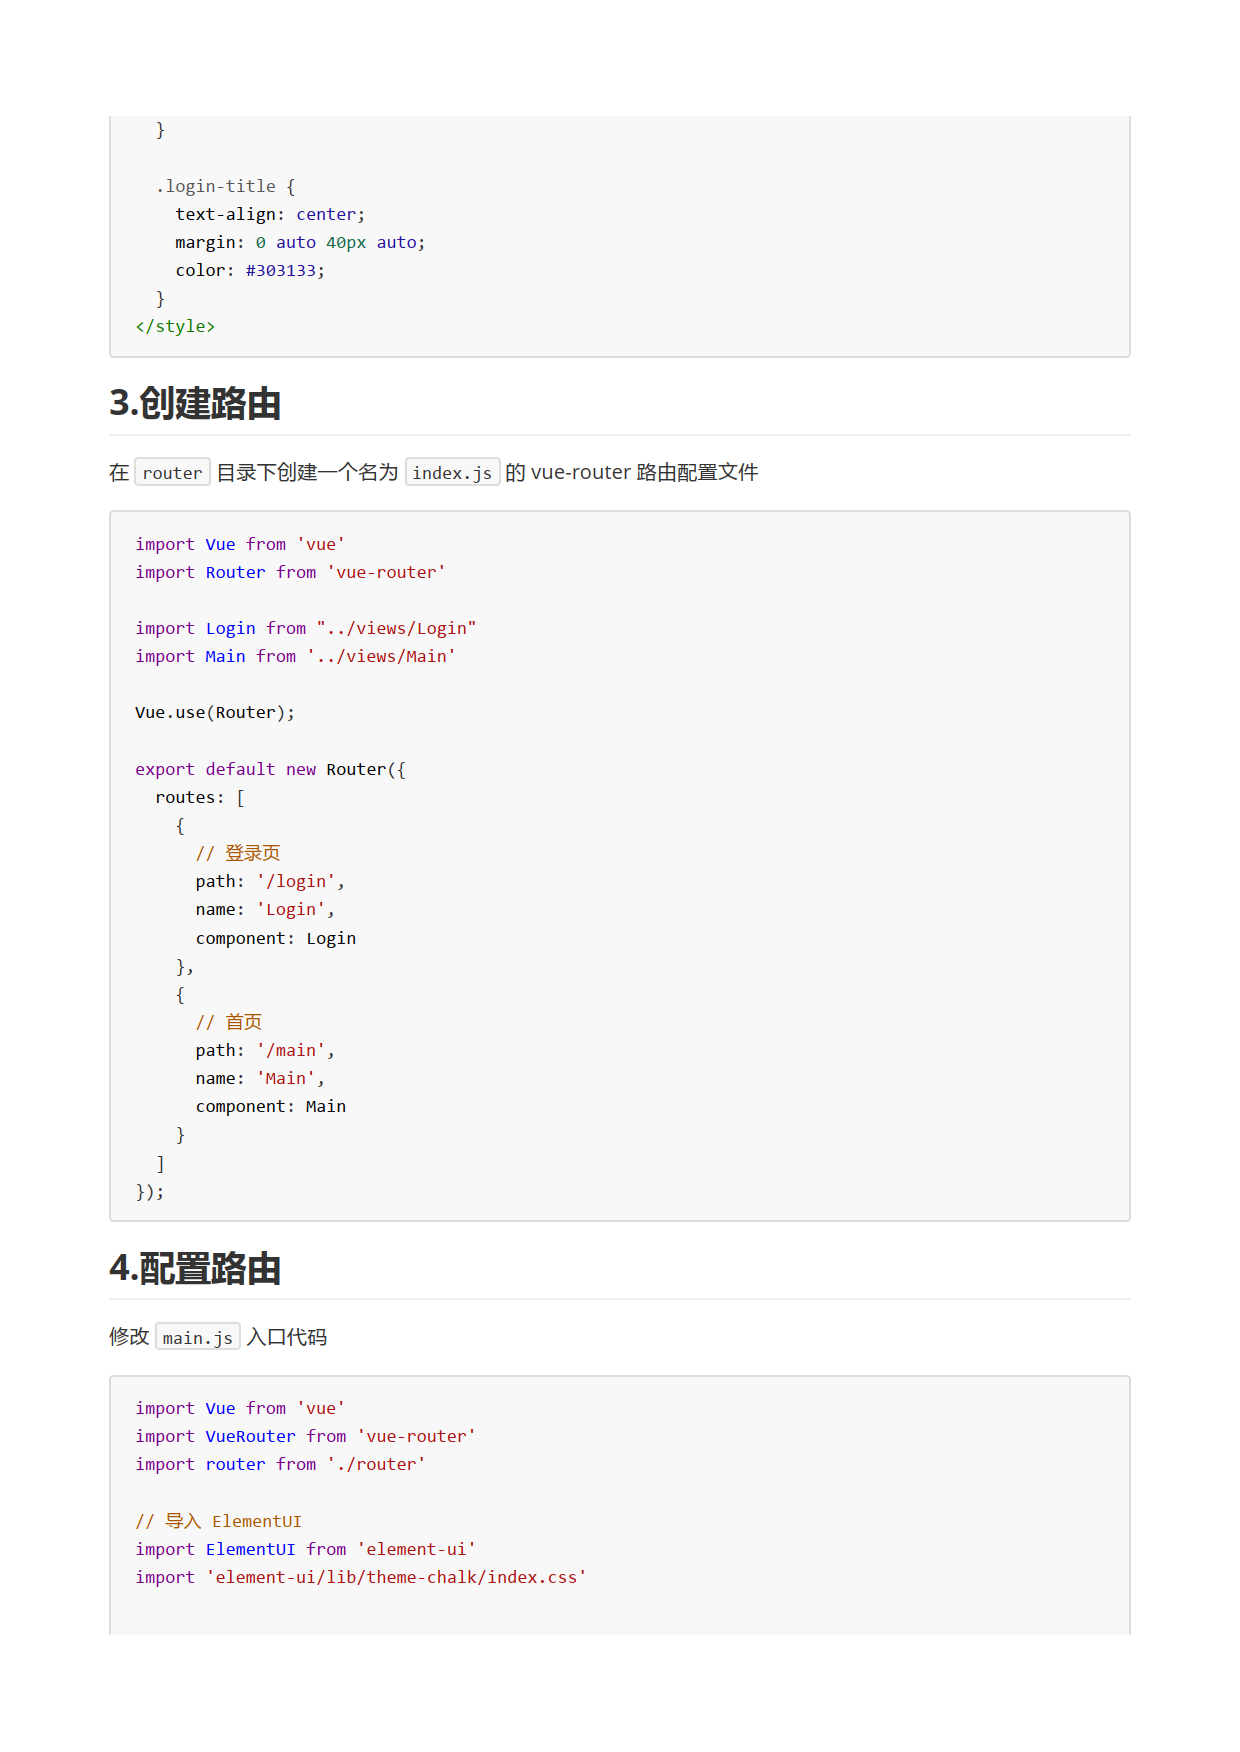 }

  .login-title {
    text-align: center;
    margin: 0 auto 40px auto;
    color: #303133;
  }
</style>
3.创建路由
在 router 目录下创建一个名为 index.js 的 vue-router 路由配置文件
import Vue from 'vue'
import Router from 'vue-router'

import Login from "../views/Login"
import Main from '../views/Main'

Vue.use(Router);

export default new Router({
  routes: [
    {
      // 登录页
      path: '/login',
      name: 'Login',
      component: Login
    },
    {
      // 首页
      path: '/main',
      name: 'Main',
      component: Main
    }
  ]
});
4.配置路由
修改 main.js 入口代码
import Vue from 'vue'
import VueRouter from 'vue-router'
import router from './router'

// 导入 ElementUI
import ElementUI from 'element-ui'
import 'element-ui/lib/theme-chalk/index.css'